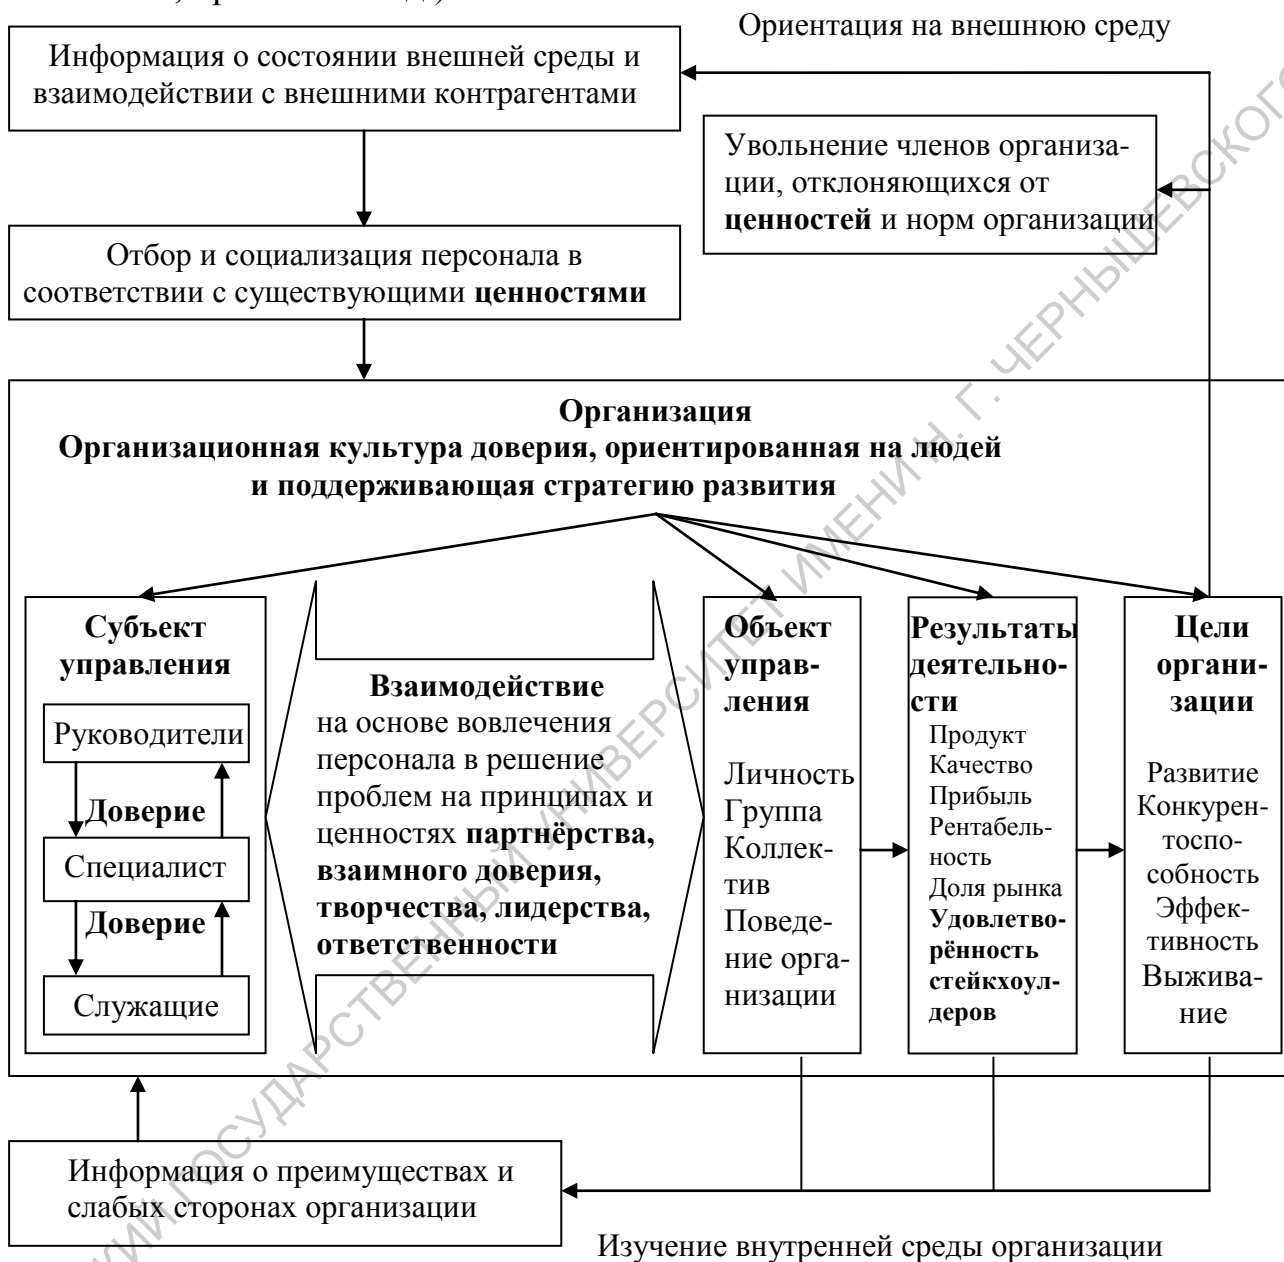 Ориентация на внешнюю среду
Информация о состоянии внешней среды и
взаимодействии с внешними контрагентами
Увольнение членов организа-
ции, отклоняющихся от
ценностей и норм организации
Отбор и социализация персонала в
соответствии с существующими ценностями
Организация
Организационная культура доверия, ориентированная на людей
и поддерживающая стратегию развития
Субъект
управления
Руководители
Доверие
Специалист
Доверие
Служащие
Взаимодействие
на основе вовлечения
персонала в решение
проблем на принципах и
ценностях партнёрства,
взаимного доверия,
творчества, лидерства,
ответственности
Объект
управ-
ления
Личность
Группа
Коллек-
тив
Поведе-
ние орга-
низации
Результаты
деятельно-
сти
Продукт
Качество
Прибыль
Рентабель-
ность
Доля рынка
Удовлетво-
рённость
стейкхоул-
деров
Цели
органи-
зации
Развитие
Конкурен-
тоспо-
собность
Эффек-
тивность
Выжива-
ние
Информация о преимуществах и
слабых сторонах организации
Изучение внутренней среды организации
ГОСУДАРСТВЕННЫЙ УНИВЕРСИТЕТ ИМЕНИ Н. Г. ЧЕРНЫШЕВСКОГО